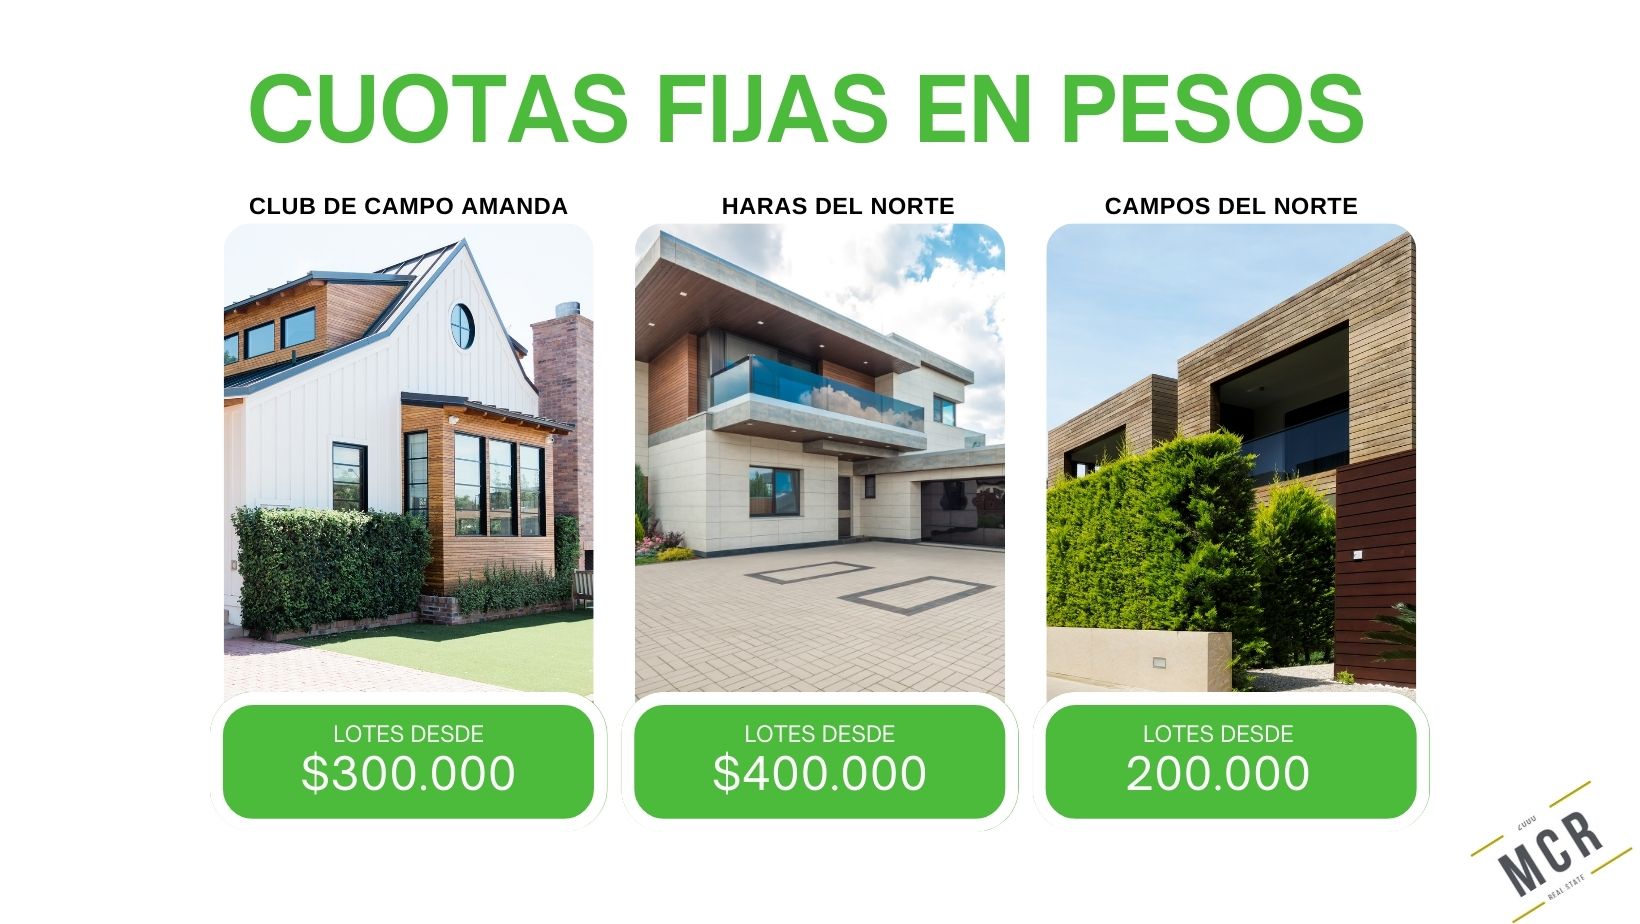 CUOTAS FIJAS EN PESOS
CLUB DE CAMPO AMANDA
HARAS DEL NORTE
CAMPOS DEL NORTE
LOTES DESDE
$300.000
LOTES DESDE
$400.000
LOTES DESDE
200.000
MCR
REAL STATE